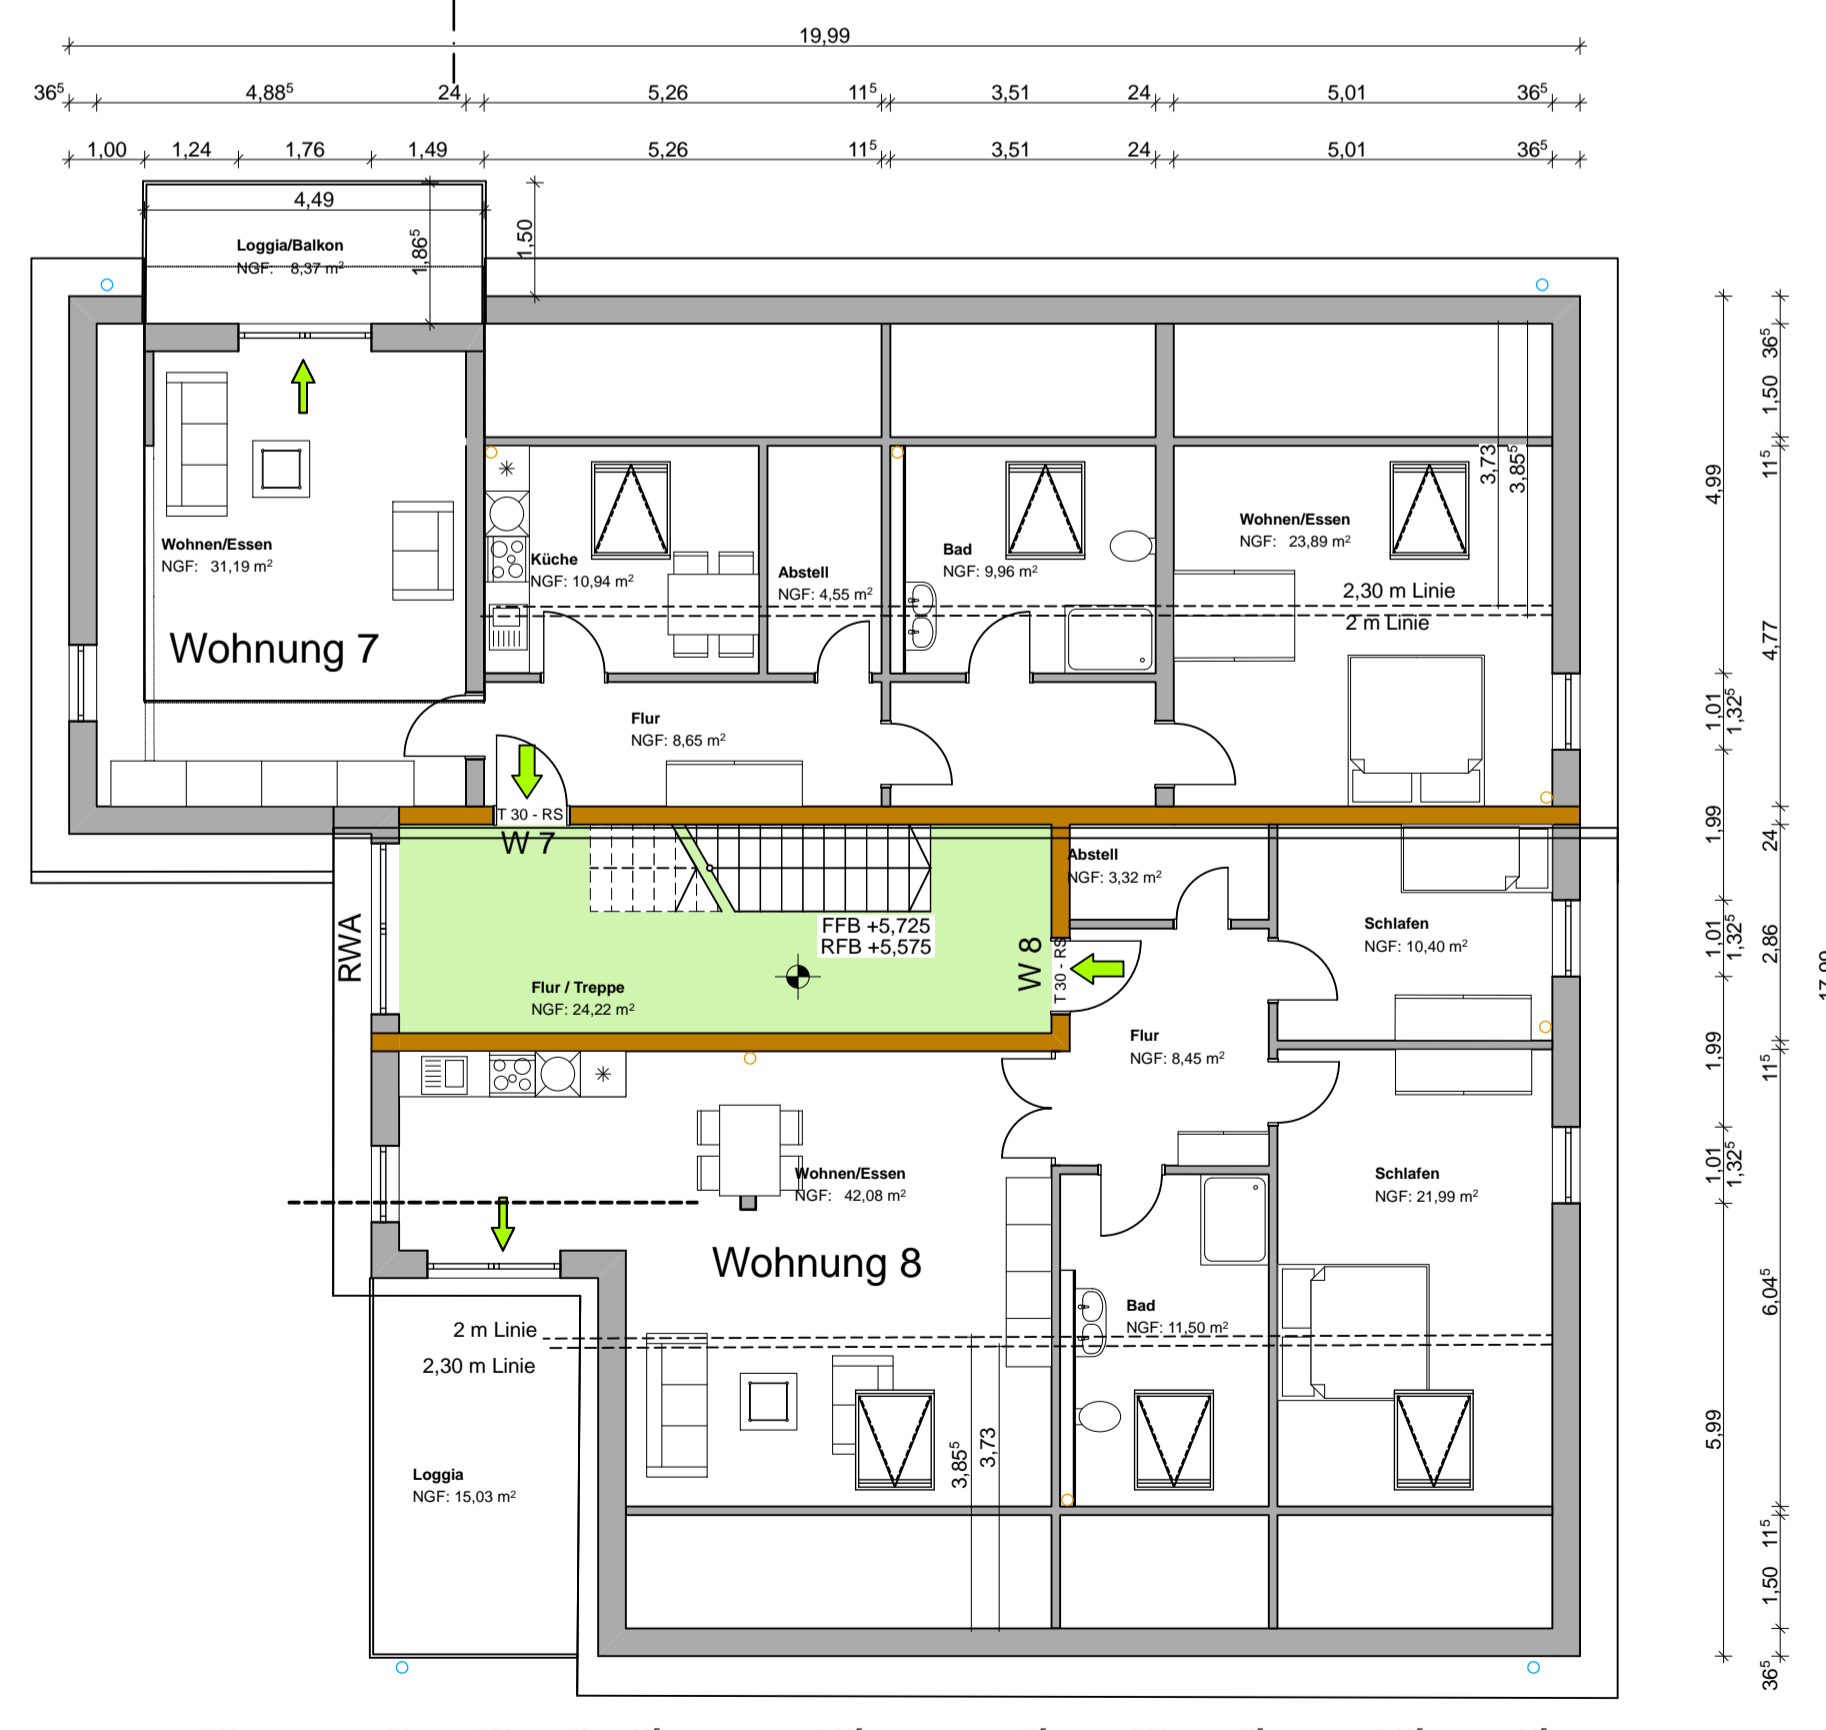 19,99
36⁵ 4,88⁵ 24 5,26 11⁵ 3,51 24 5,01 36⁵
1,00 1,24 1,76 1,49 5,26 11⁵ 3,51 24 5,01 36⁵
4,49
1,86⁵
1,50
Loggia/Balkon
NGF: 8,37 m²
36⁵
1,50
11⁵
3,73
3,85⁵
4,99
Wohnen/Essen
NGF: 31,19 m²
Wohnung 7
Küche
NGF: 10,94 m²
Abstell
NGF: 4,55 m²
Bad
NGF: 9,96 m²
Wohnen/Essen
NGF: 23,89 m²
2,30 m Linie
2 m Linie
4,77
1,01
1,32⁵
Flur
NGF: 8,65 m²
T 30 - RS
W 7
1,99
24
Abstell
NGF: 3,32 m²
FFB +5,725
RFB +5,575
RWA
W 8
T 30 - RS
Schlafen
NGF: 10,40 m²
1,01
1,32⁵
2,86
Flur / Treppe
NGF: 24,22 m²
Flur
NGF: 8,45 m²
1,99
11⁵
Wohnen/Essen
NGF: 42,08 m²
Schlafen
NGF: 21,99 m²
1,01
1,32⁵
Wohnung 8
Bad
NGF: 11,50 m²
6,04⁵
2 m Linie
2,30 m Linie
3,85⁵
3,73
5,99
Loggia
NGF: 15,03 m²
11⁵
1,50
36⁵